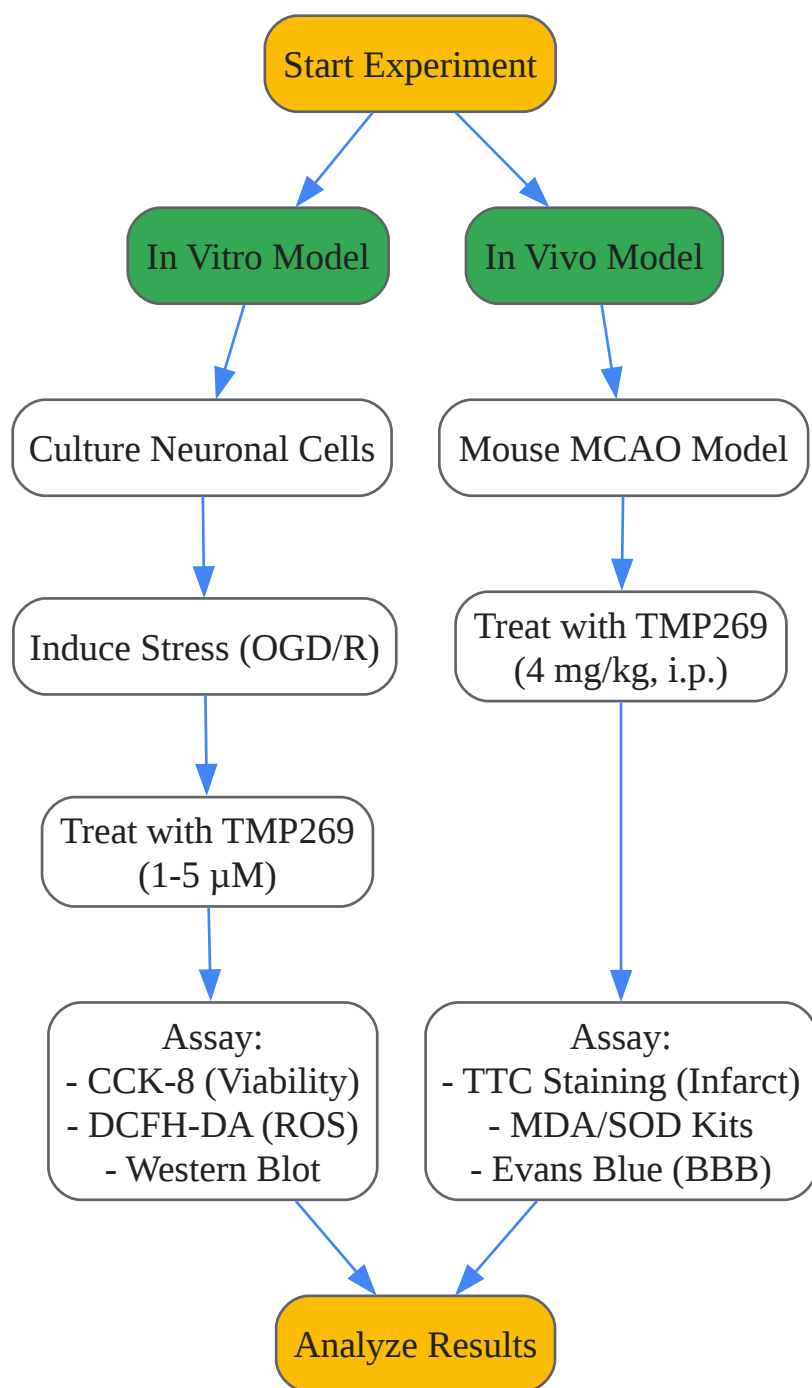 Start Experiment
In Vitro Model
In Vivo Model
Culture Neuronal Cells
Mouse MCAO Model
Induce Stress (OGD/R)
Treat with TMP269
(4 mg/kg, i.p.)
Treat with TMP269
(1-5 µM)
Assay:
- CCK-8 (Viability)
- DCFH-DA (ROS)
- Western Blot
Assay:
- TTC Staining (Infarct)
- MDA/SOD Kits
- Evans Blue (BBB)
Analyze Results